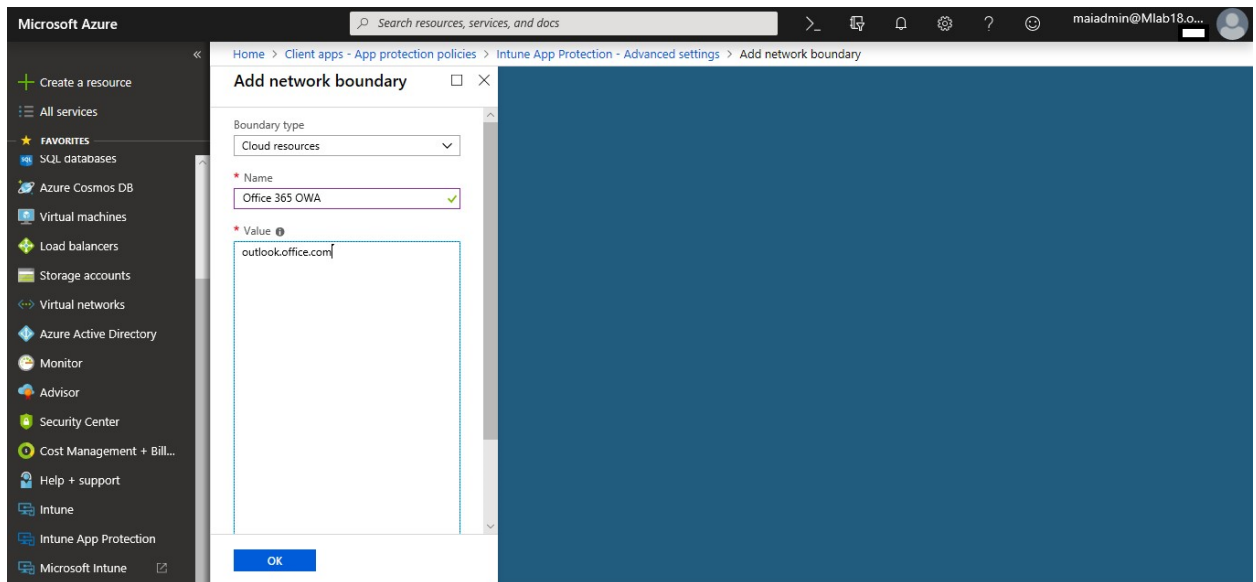 Microsoft Azure
Search resources, services, and docs
maiadmin@Mlab18.o...
Home > Client apps - App protection policies > Intune App Protection - Advanced settings > Add network boundary
Create a resource
All services
FAVORITES
SQL databases
Azure Cosmos DB
Virtual machines
Load balancers
Storage accounts
Virtual networks
Azure Active Directory
Monitor
Advisor
Security Center
Cost Management + Bill...
Help + support
Intune
Intune App Protection
Microsoft Intune
Add network boundary
Boundary type
Cloud resources
* Name
Office 365 OWA
* Value
outlook.office.com
OK